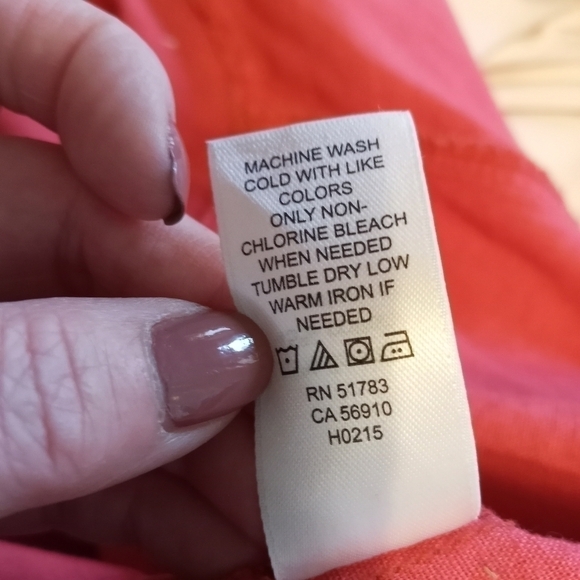 MACHINE WASH
COLD WITH LIKE
COLORS
ONLY NON-
CHLORINE BLEACH
WHEN NEEDED
TUMBLE DRY LOW
WARM IRON IF
NEEDED
RN 51783
CA 56910
H0215